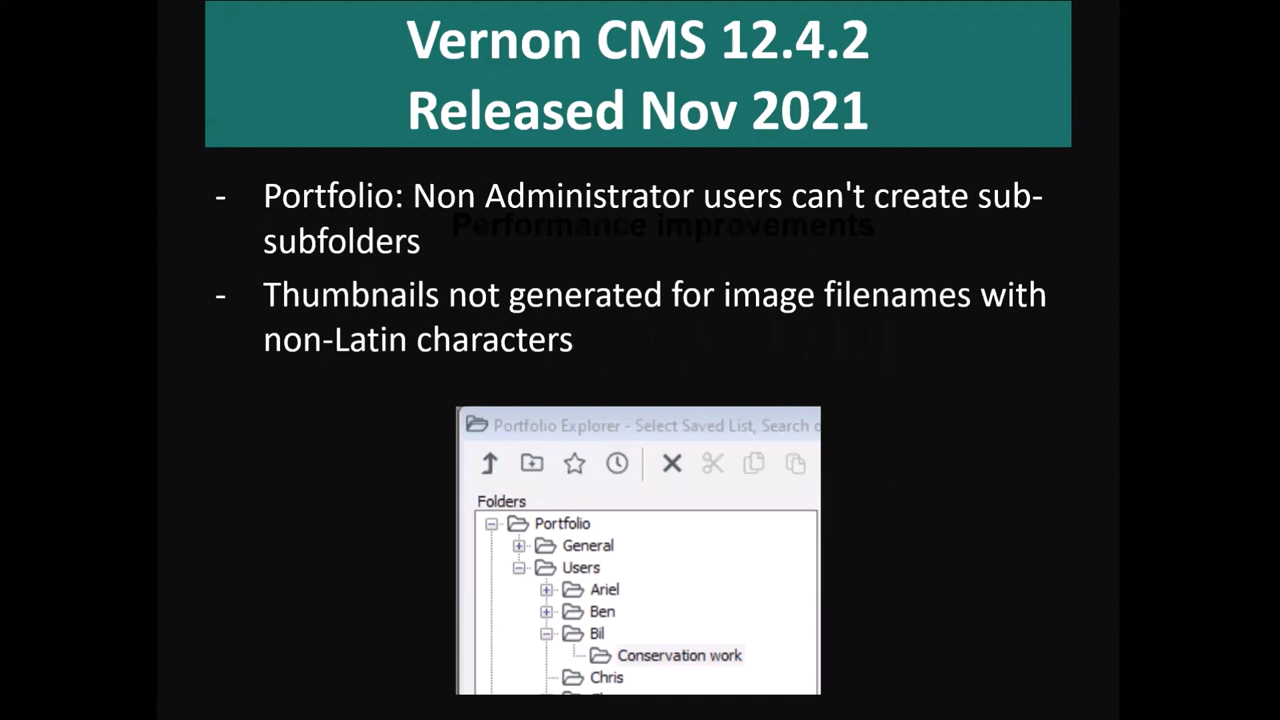 Vernon CMS 12.4.2
Released Nov 2021
- Portfolio: Non Administrator users can't create sub-
subfolders
Performance improvements
- Thumbnails not generated for image filenames with
non-Latin characters
Portfolio Explorer - Select Saved List, Search
Folders
Portfolio
General
Users
Ariel
Ben
Bil
Conservation work
Chris